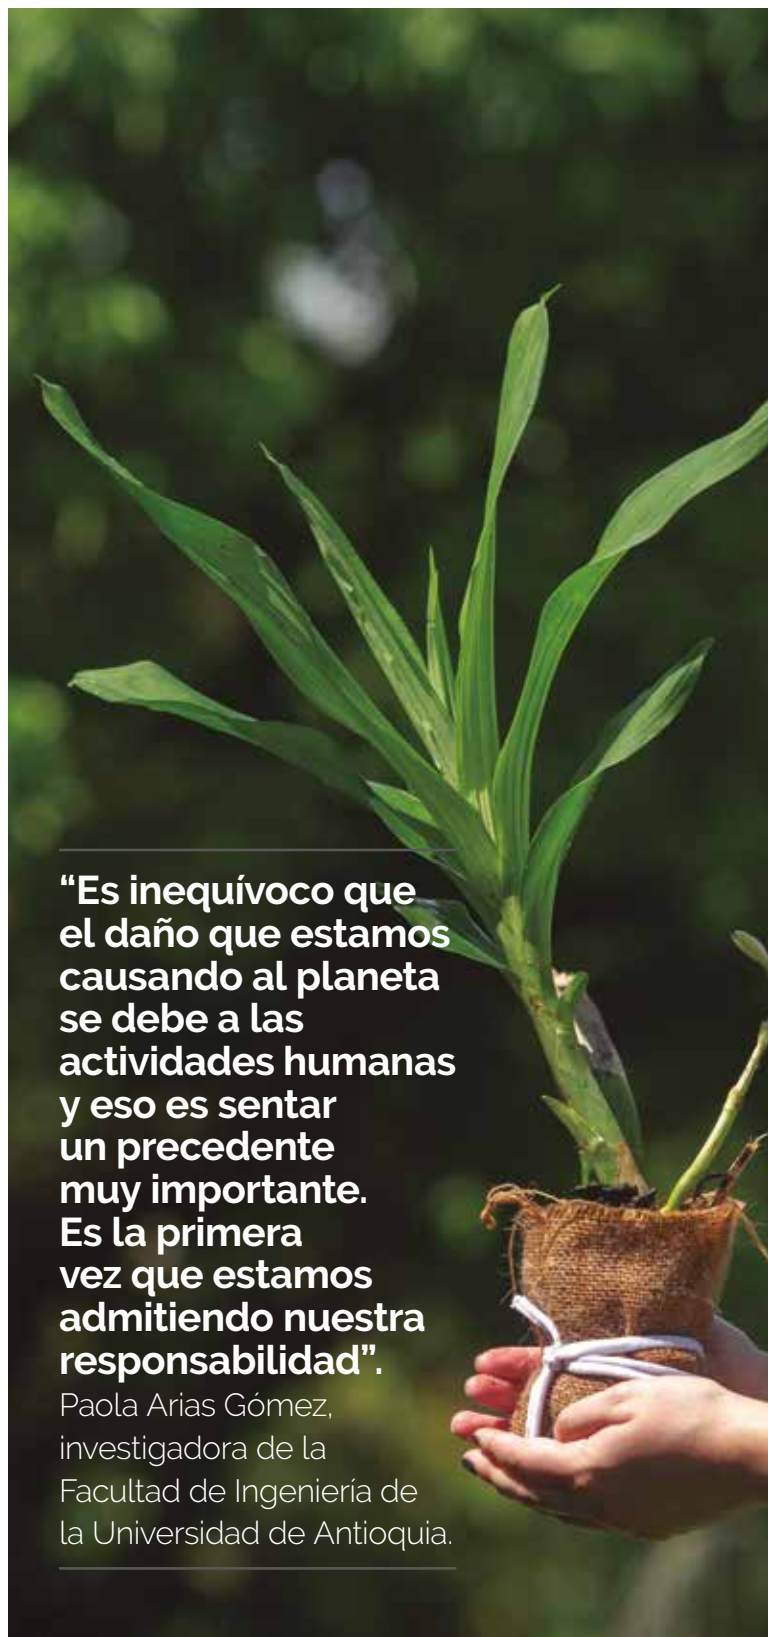 “Es inequívoco que
el daño que estamos
causando al planeta
se debe a las
actividades humanas
y eso es sentar
un precedente
muy importante.
Es la primera
vez que estamos
admitiendo nuestra
responsabilidad”.
Paola Arias Gómez,
investigadora de la
Facultad de Ingeniería de
la Universidad de Antioquia.